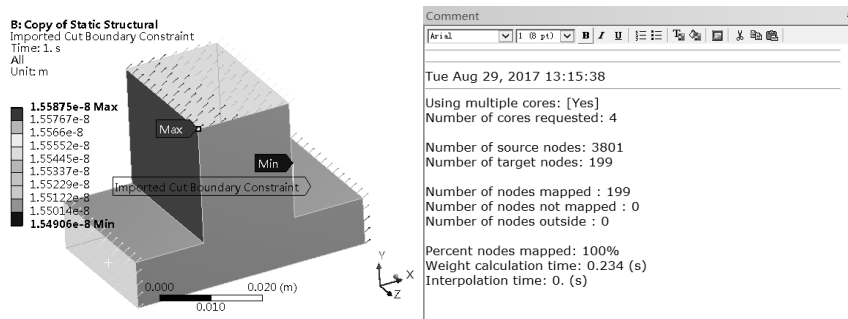 B: Copy of Static Structural
Imported Cut Boundary Constraint
Time: 1. s
All
Unit: m
1.55875e-8 Max
1.55767e-8
1.5566e-8
1.55552e-8
1.55445e-8
1.55337e-8
1.55229e-8
1.55122e-8
1.55014e-8
1.54906e-8 Min
Max
Min
Imported Cut Boundary Constraint
0.000
0.020 (m)
0.010
Y
X
Z
Comment
Arial
1 (8 pt)
B I U
Tue Aug 29, 2017 13:15:38
Using multiple cores: [Yes]
Number of cores requested: 4
Number of source nodes: 3801
Number of target nodes: 199
Number of nodes mapped : 199
Number of nodes not mapped : 0
Number of nodes outside : 0
Percent nodes mapped: 100%
Weight calculation time: 0.234 (s)
Interpolation time: 0. (s)